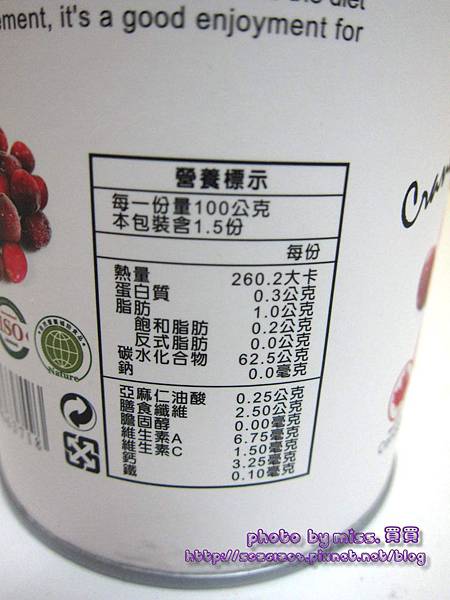 ement, it's a good enjoyment for
營養標示
每一份量100公克
本包裝含1.5份
每份
熱量 260.2大卡
蛋白質 0.3公克
脂肪 1.0公克
飽和脂肪 0.2公克
反式脂肪 0.0公克
碳水化合物 62.5公克
鈉 0.0毫克
亞麻仁油酸 0.25公克
膳食纖維 2.50公克
膽固醇 0.00毫克
維生素A 6.75毫克
維生素C 1.50毫克
鈣 3.25毫克
鐵 0.10毫克
Cran
ISO
Nature
photo by miss.買買